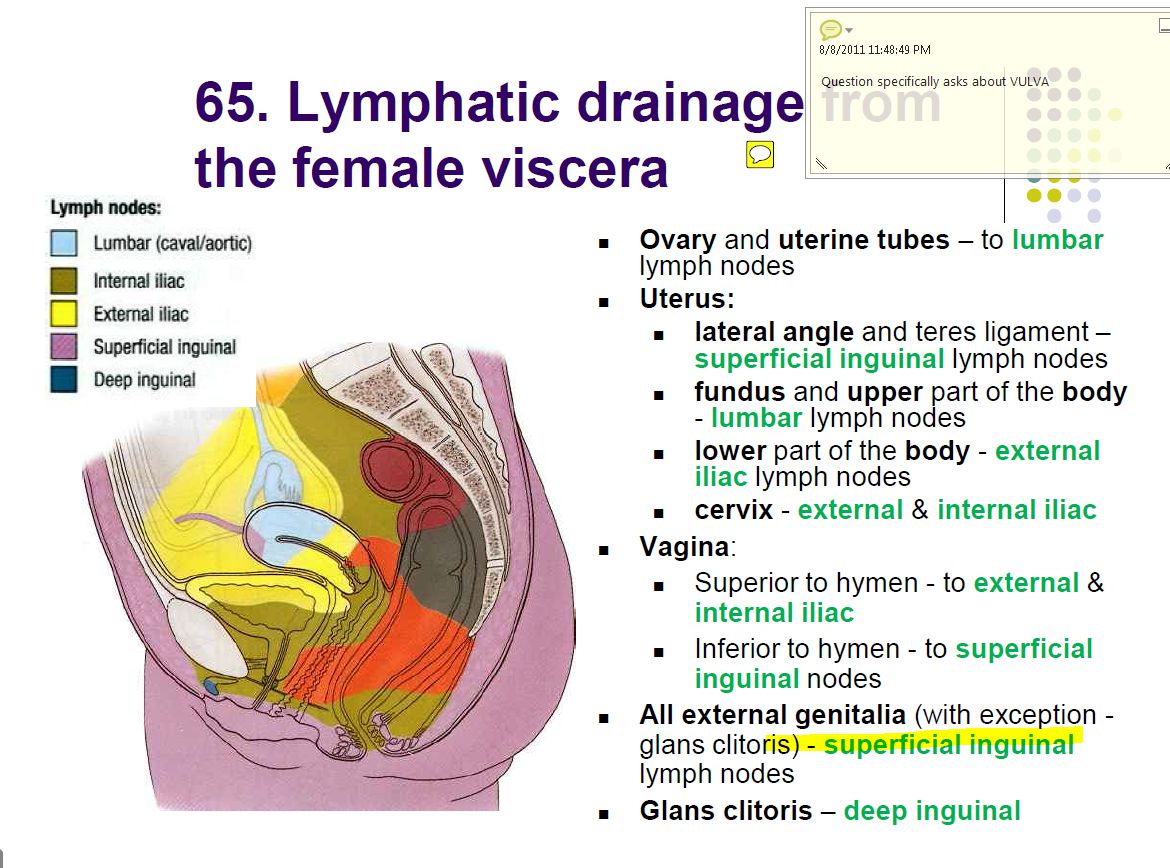 8/8/2011 11:48:49 PM
Question specifically asks about VULVA
65. Lymphatic drainage from
the female viscera
Lymph nodes:
Lumbar (caval/aortic)
Internal iliac
External iliac
Superficial inguinal
Deep inguinal
■ Ovary and uterine tubes – to lumbar
lymph nodes
■ Uterus:
■ lateral angle and teres ligament –
superficial inguinal lymph nodes
■ fundus and upper part of the body
- lumbar lymph nodes
■ lower part of the body - external
iliac lymph nodes
■ cervix - external & internal iliac
■ Vagina:
■ Superior to hymen - to external &
internal iliac
■ Inferior to hymen - to superficial
inguinal nodes
■ All external genitalia (with exception -
glans clitoris) - superficial inguinal
lymph nodes
■ Glans clitoris – deep inguinal